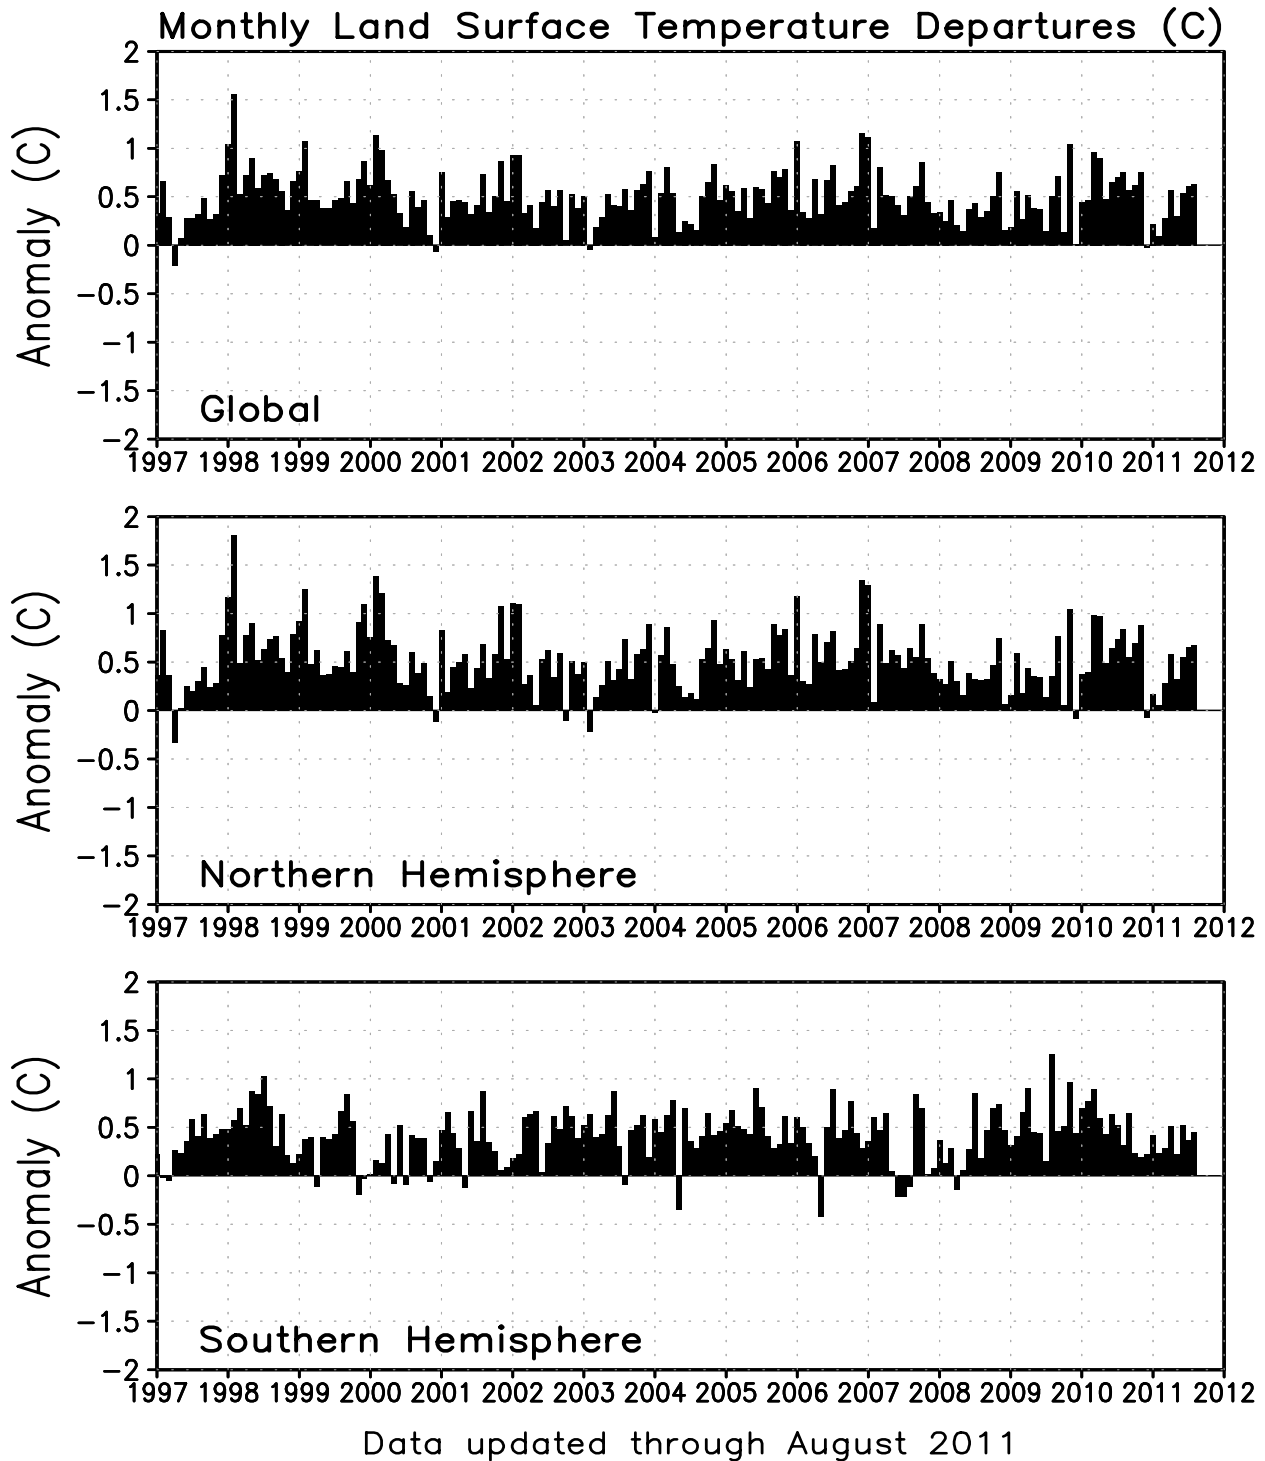 Monthly Land Surface Temperature Departures (C)
2
1.5
1
0.5
0
−0.5
−1
−1.5
−2
Anomaly (C)
Global
1997 1998 1999 2000 2001 2002 2003 2004 2005 2006 2007 2008 2009 2010 2011 2012
2
1.5
1
0.5
0
−0.5
−1
−1.5
−2
Anomaly (C)
Northern Hemisphere
1997 1998 1999 2000 2001 2002 2003 2004 2005 2006 2007 2008 2009 2010 2011 2012
2
1.5
1
0.5
0
−0.5
−1
−1.5
−2
Anomaly (C)
Southern Hemisphere
1997 1998 1999 2000 2001 2002 2003 2004 2005 2006 2007 2008 2009 2010 2011 2012
Data updated through August 2011